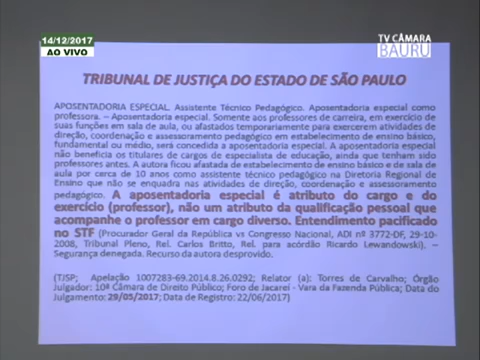 14/12/2017
AO VIVO
TV CÂMARA
BAURU
TRIBUNAL DE JUSTIÇA DO ESTADO DE SÃO PAULO
APOSENTADORIA ESPECIAL. Assistente Técnico Pedagógico. Aposentadoria especial como
professora. – Aposentadoria especial. Somente aos professores de carreira, em exercício de
suas funções em sala de aula, ou afastados temporariamente para exercerem atividades de
direção, coordenação e assessoramento pedagógico em estabelecimento de ensino básico,
fundamental ou médio, será concedida a aposentadoria especial. A aposentadoria especial
não beneficia os titulares de cargos de especialista de educação, ainda que tenham sido
professores antes. A autora ficou afastada de estabelecimento de ensino básico e de sala de
aula por cerca de 10 anos como assistente técnico pedagógico na Diretoria Regional de
Ensino que não se enquadra nas atividades de direção, coordenação e assessoramento
pedagógico. A aposentadoria especial é atributo do cargo e do
exercício (professor), não um atributo da qualificação pessoal que
acompanhe o professor em cargo diverso. Entendimento pacificado
no STF (Procurador Geral da República vs Congresso Nacional, ADI nº 3772-DF, 29-10-
2008, Tribunal Pleno, Rel. Carlos Britto, Rel. para acórdão Ricardo Lewandowski). –
Segurança denegada. Recurso da autora desprovido.
(TJSP; Apelação 1007283-69.2014.8.26.0292; Relator (a): Torres de Carvalho; Órgão
Julgador: 10ª Câmara de Direito Público; Foro de Jacareí - Vara da Fazenda Pública; Data do
Julgamento: 29/05/2017; Data de Registro: 22/06/2017)